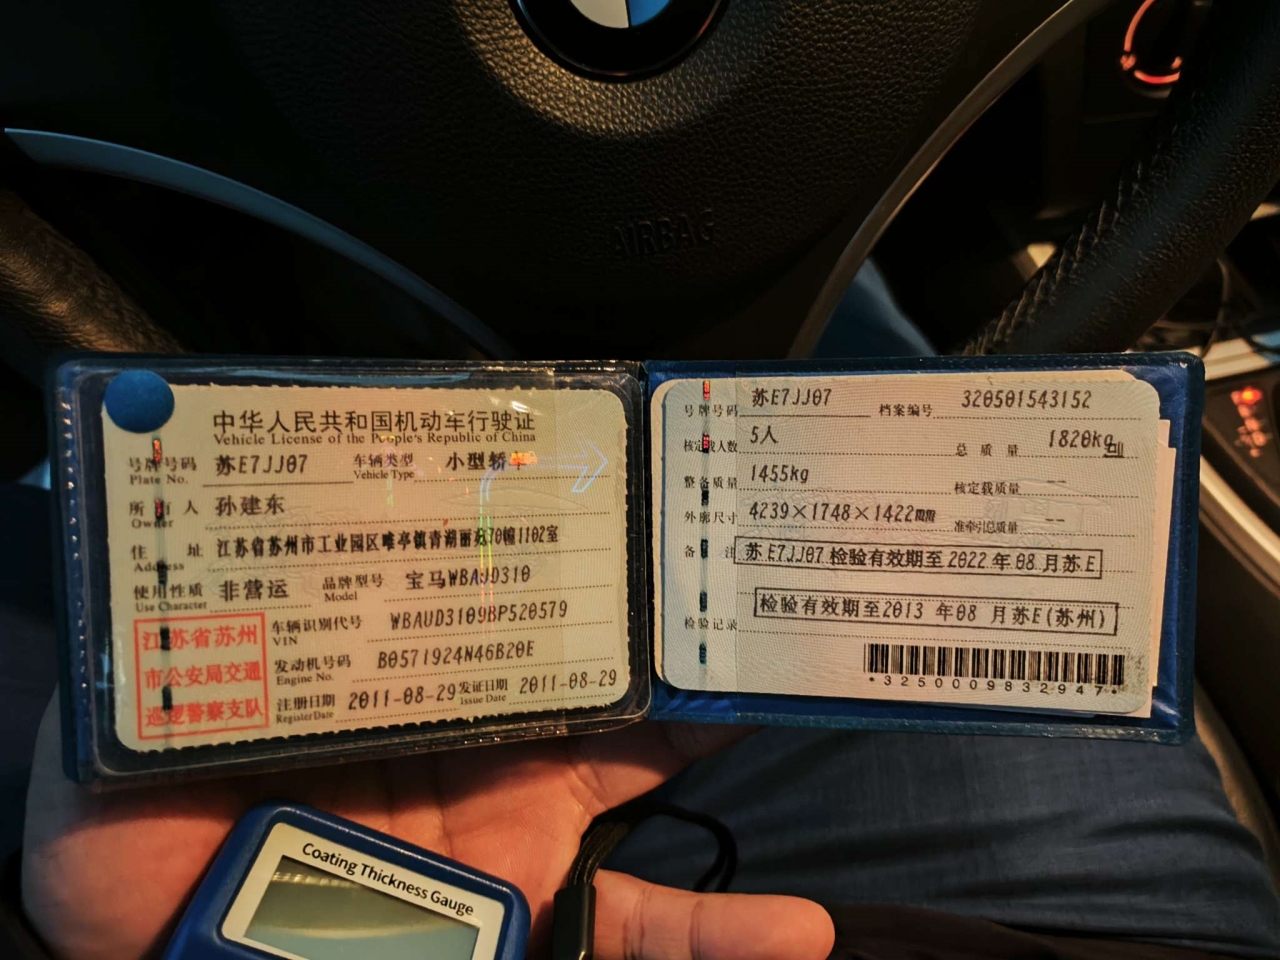 AIRBAG
中华人民共和国机动车行驶证
Vehicle License of the People's Republic of China
号牌号码 苏E7JJ07 车辆类型 小型轿车
Plate No. Vehicle Type
所有人 孙建东
Owner
住址 江苏省苏州市工业园区唯亭镇青湖丽苑70幢1102室
Address
使用性质 非营运 品牌型号 宝马WBAUD310
Use Character Model
车辆识别代号 WBAUD3109BP520579
VIN
发动机号码 B0571924N46B20E
Engine No.
注册日期 2011-08-29 发证日期 2011-08-29
Register Date Issue Date
江苏省苏州
市公安局交通
巡逻警察支队
号牌号码 苏E7JJ07 档案编号 320501543152
核定载人数 5人 总质量 1820kg
整备质量 1455kg 核定载质量 --
外廓尺寸 4239×1748×1422mm 准牵引总质量 --
备注 苏E7JJ07 检验有效期至 2022 年 08 月苏E
检验有效期至2013 年08 月苏E(苏州)
检验记录
*3250009832947*
Coating Thickness Gauge